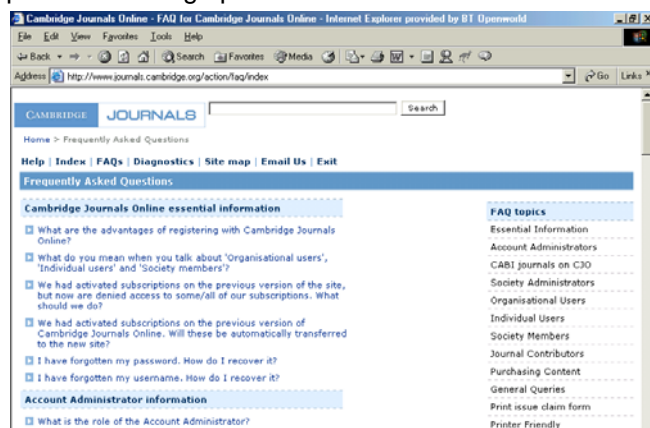 Cambridge Journals Online - FAQ for Cambridge Journals Online - Internet Explorer provided by BT Openworld
File Edit View Favorites Tools Help
Back Search Favorites Media
Address http://www.journals.cambridge.org/action/faq/index Go Links
CAMBRIDGE JOURNALS Search
Home > Frequently Asked Questions
Help | Index | FAQs | Diagnostics | Site map | Email Us | Exit
Frequently Asked Questions
Cambridge Journals Online essential information
What are the advantages of registering with Cambridge Journals
Online?
What do you mean when you talk about 'Organisational users',
'Individual users' and 'Society members'?
We had activated subscriptions on the previous version of the site,
but now are denied access to some/all of our subscriptions. What
should we do?
We had activated subscriptions on the previous version of
Cambridge Journals Online. Will these be automatically transferred
to the new site?
I have forgotten my password. How do I recover it?
I have forgotten my username. How do I recover it?
Account Administrator information
What is the role of the Account Administrator?
FAQ topics
Essential Information
Account Administrators
CABI journals on CJO
Society Administrators
Organisational Users
Individual Users
Society Members
Journal Contributors
Purchasing Content
General Queries
Print issue claim form
Printer Friendly